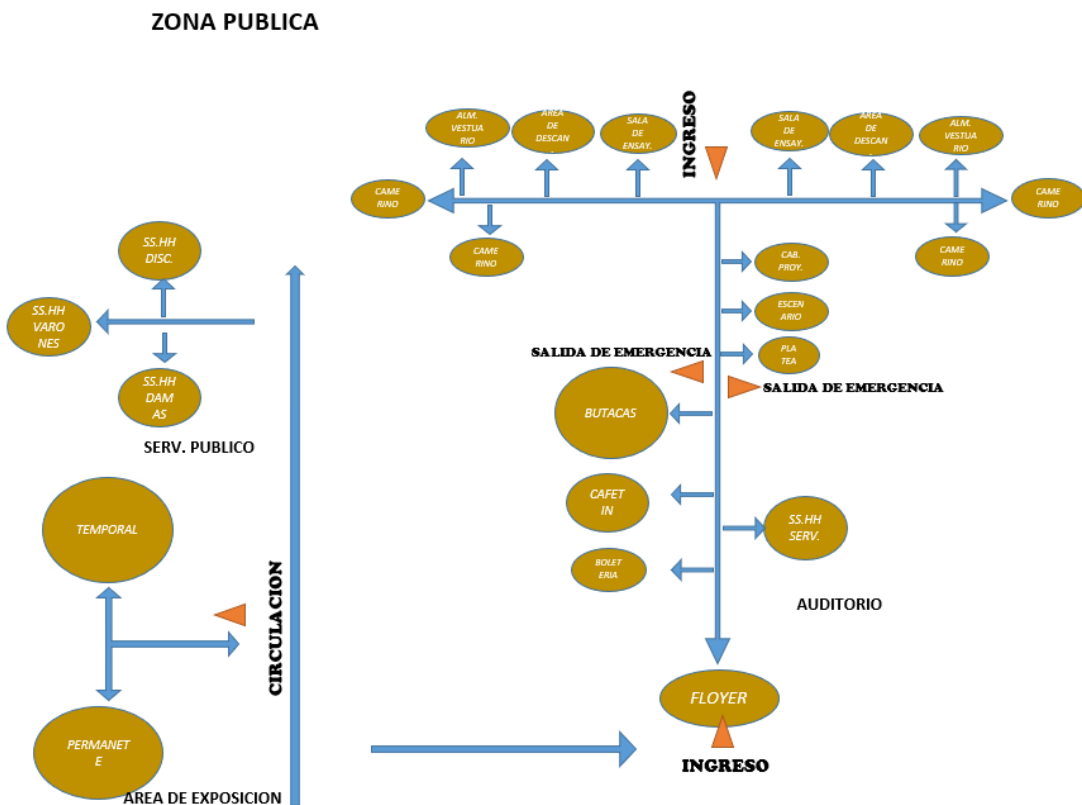 ZONA PUBLICA
ALM.
VESTUA
RIO
AREA
DE
DESCAN
.
SALA
DE
ENSAY.
INGRESO
SALA
DE
ENSAY.
AREA
DE
DESCAN
.
ALM.
VESTUA
RIO
CAME
RINO
CAME
RINO
CAME
RINO
CAME
RINO
SS.HH
DISC.
SS.HH
VARO
NES
SS.HH
DAM
AS
SERV. PUBLICO
CAB.
PROY.
ESCEN
ARIO
PLA
TEA
SALIDA DE EMERGENCIA
SALIDA DE EMERGENCIA
BUTACAS
CAFET
IN
SS.HH
SERV.
BOLET
ERIA
AUDITORIO
TEMPORAL
CIRCULACION
PERMANET
E
AREA DE EXPOSICION
FLOYER
INGRESO